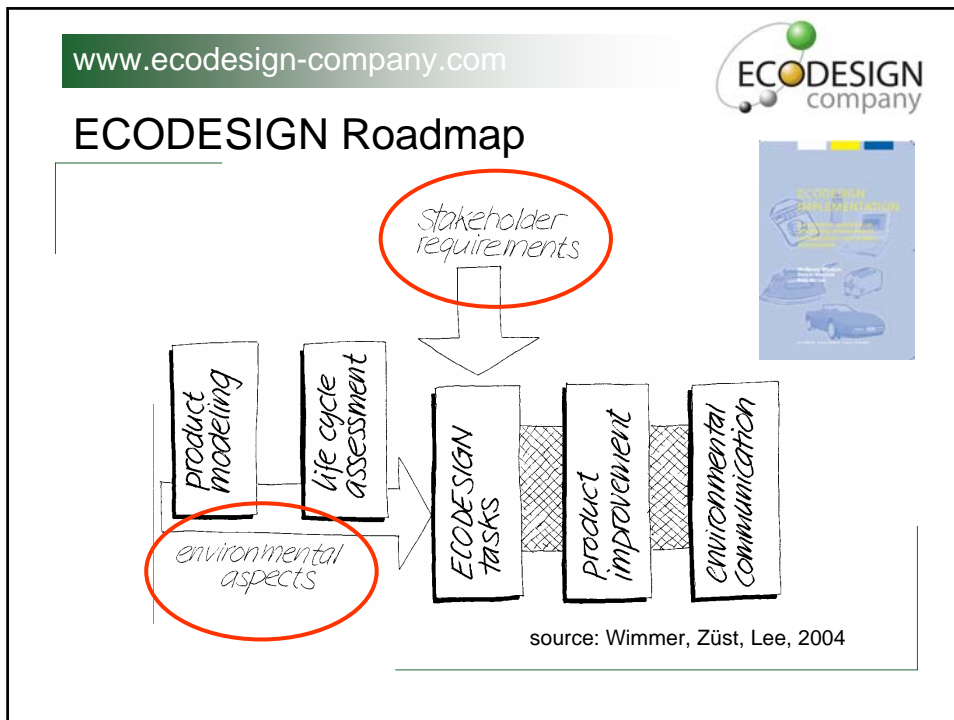 www.ecodesign-company.com
ECODESIGN
company
ECODESIGN Roadmap
ECODESIGN
IMPLEMENTATION
stakeholder
requirements
product
modeling
life cycle
assessment
environmental
aspects
ECODESIGN
tasks
product
improvement
environmental
communication
source: Wimmer, Züst, Lee, 2004